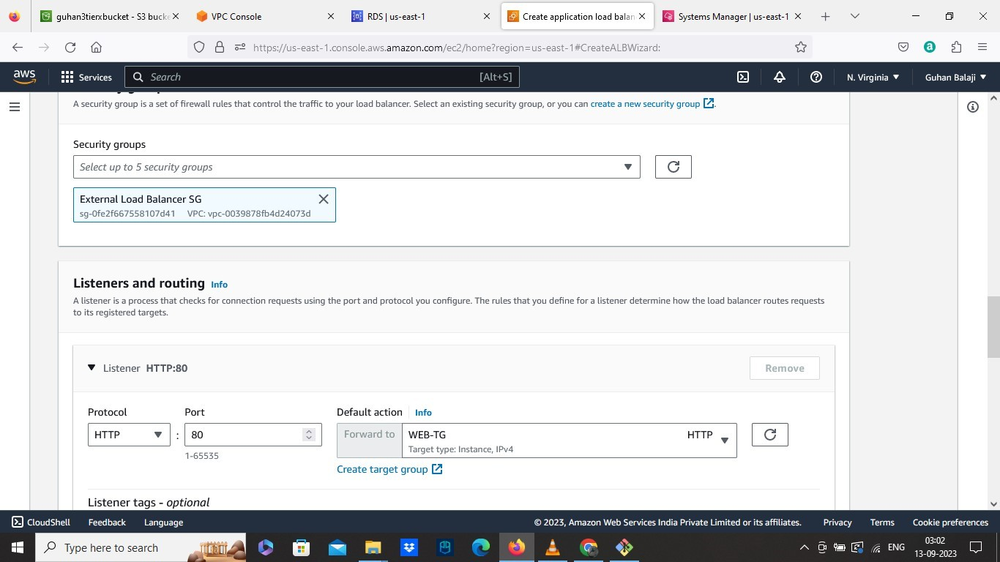 guhan3tierxbucket - S3 bucke
VPC Console
RDS | us-east-1
Create application load balan
Systems Manager | us-east-1
https://us-east-1.console.aws.amazon.com/ec2/home?region=us-east-1#CreateALBWizard:
a
aws
Services
Search
[Alt+S]
N. Virginia
Guhan Balaji
A security group is a set of firewall rules that control the traffic to your load balancer. Select an existing security group, or you can create a new security group.
Security groups
Select up to 5 security groups
External Load Balancer SG
sg-0fe2f667558107d41 VPC: vpc-0039878fb4d24073d
Listeners and routing Info
A listener is a process that checks for connection requests using the port and protocol you configure. The rules that you define for a listener determine how the load balancer routes requests
to its registered targets.
Listener HTTP:80
Remove
Protocol
Port
Default action
Info
HTTP
:
80
Forward to
WEB-TG
HTTP
Target type: Instance, IPv4
1-65535
Create target group
Listener tags - optional
CloudShell
Feedback
Language
© 2023, Amazon Web Services India Private Limited or its affiliates.
Privacy
Terms
Cookie preferences
Type here to search
ENG
03:02
13-09-2023